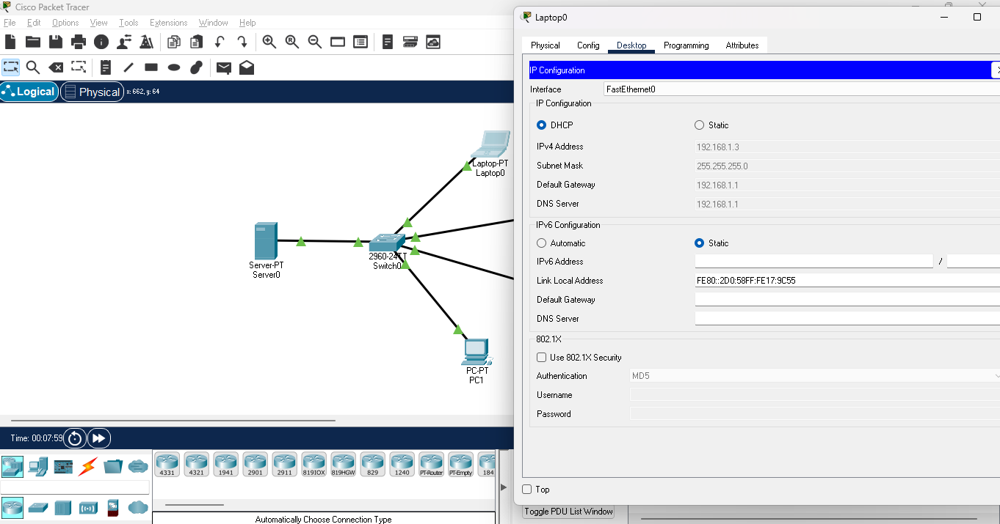 Cisco Packet Tracer
File Edit Options View Tools Extensions Window Help
Logical
Physical
x: 662, y: 64
Laptop-PT
Laptop0
Server-PT
Server0
2960-24TT
Switch0
PC-PT
PC1
Time: 00:07:59
4331 4321 1941 2901 2911 819IOX 819HGW 829 1240 PT-Router PT-Empty 184
Automatically Choose Connection Type
Laptop0
Physical Config Desktop Programming Attributes
IP Configuration
Interface FastEthernet0
IP Configuration
DHCP Static
IPv4 Address 192.168.1.3
Subnet Mask 255.255.255.0
Default Gateway 192.168.1.1
DNS Server 192.168.1.1
IPv6 Configuration
Automatic Static
IPv6 Address /
Link Local Address FE80::2D0:58FF:FE17:9C55
Default Gateway
DNS Server
802.1X
Use 802.1X Security
Authentication MD5
Username
Password
Top
Toggle PDU List Window